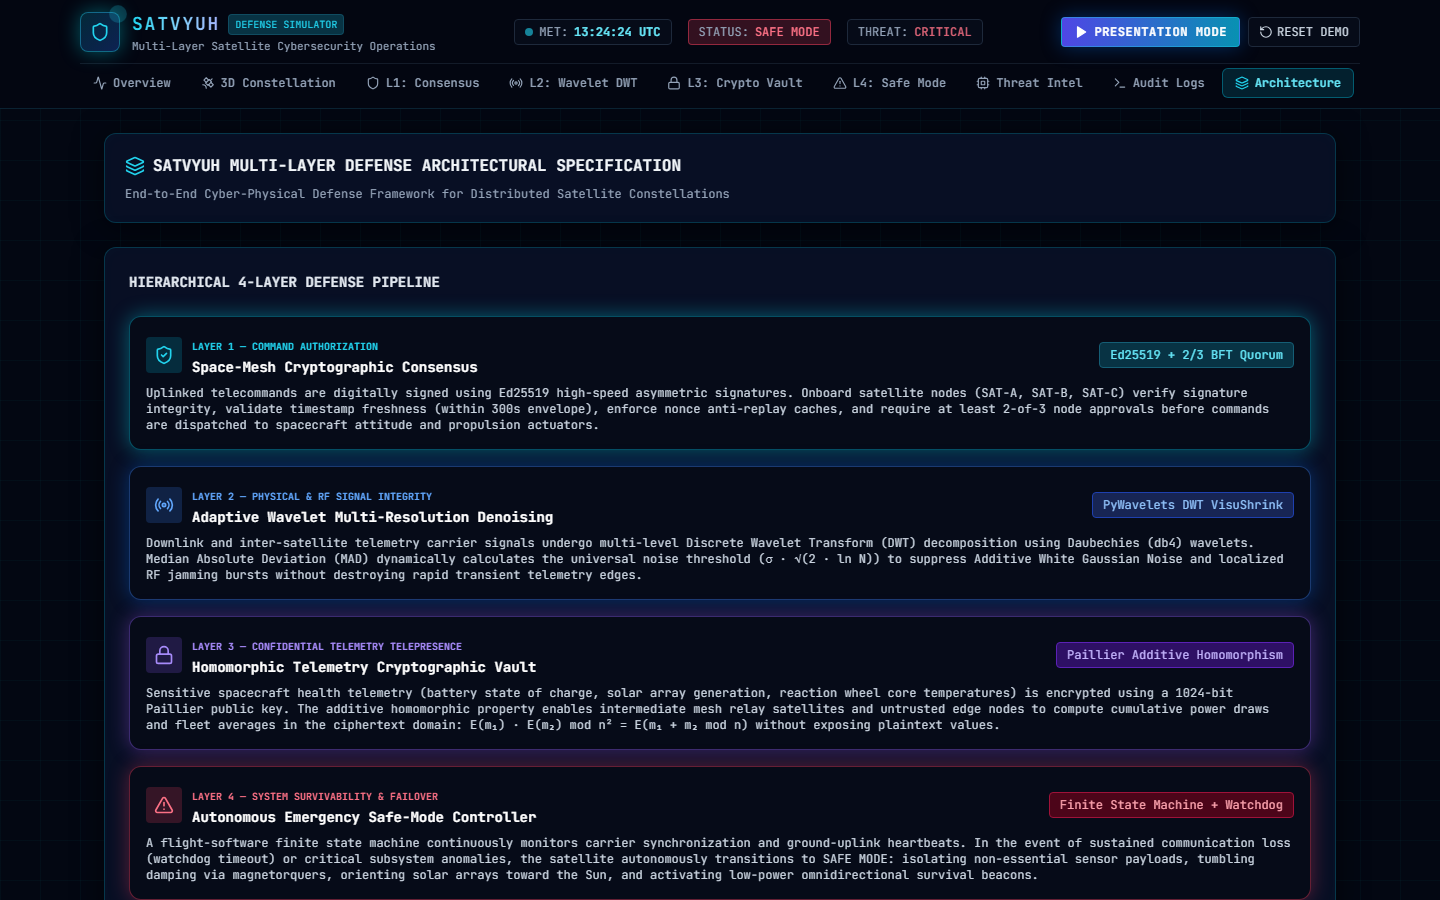 SATVYUH
DEFENSE SIMULATOR
Multi-Layer Satellite Cybersecurity Operations
MET: 13:24:24 UTC
STATUS: SAFE MODE
THREAT: CRITICAL
PRESENTATION MODE
RESET DEMO
Overview
3D Constellation
L1: Consensus
L2: Wavelet DWT
L3: Crypto Vault
L4: Safe Mode
Threat Intel
Audit Logs
Architecture
SATVYUH MULTI-LAYER DEFENSE ARCHITECTURAL SPECIFICATION
End-to-End Cyber-Physical Defense Framework for Distributed Satellite Constellations
HIERARCHICAL 4-LAYER DEFENSE PIPELINE
LAYER 1 — COMMAND AUTHORIZATION
Space-Mesh Cryptographic Consensus
Ed25519 + 2/3 BFT Quorum
Uplinked telecommands are digitally signed using Ed25519 high-speed asymmetric signatures. Onboard satellite nodes (SAT-A, SAT-B, SAT-C) verify signature
integrity, validate timestamp freshness (within 300s envelope), enforce nonce anti-replay caches, and require at least 2-of-3 node approvals before commands
are dispatched to spacecraft attitude and propulsion actuators.
LAYER 2 — PHYSICAL & RF SIGNAL INTEGRITY
Adaptive Wavelet Multi-Resolution Denoising
PyWavelets DWT VisuShrink
Downlink and inter-satellite telemetry carrier signals undergo multi-level Discrete Wavelet Transform (DWT) decomposition using Daubechies (db4) wavelets.
Median Absolute Deviation (MAD) dynamically calculates the universal noise threshold (σ · √(2 · ln N)) to suppress Additive White Gaussian Noise and localized
RF jamming bursts without destroying rapid transient telemetry edges.
LAYER 3 — CONFIDENTIAL TELEMETRY TELEPRESENCE
Homomorphic Telemetry Cryptographic Vault
Paillier Additive Homomorphism
Sensitive spacecraft health telemetry (battery state of charge, solar array generation, reaction wheel core temperatures) is encrypted using a 1024-bit
Paillier public key. The additive homomorphic property enables intermediate mesh relay satellites and untrusted edge nodes to compute cumulative power draws
and fleet averages in the ciphertext domain: E(m₁) · E(m₂) mod n² = E(m₁ + m₂ mod n) without exposing plaintext values.
LAYER 4 — SYSTEM SURVIVABILITY & FAILOVER
Autonomous Emergency Safe-Mode Controller
Finite State Machine + Watchdog
A flight-software finite state machine continuously monitors carrier synchronization and ground-uplink heartbeats. In the event of sustained communication loss
(watchdog timeout) or critical subsystem anomalies, the satellite autonomously transitions to SAFE MODE: isolating non-essential sensor payloads, tumbling
damping via magnetorquers, orienting solar arrays toward the Sun, and activating low-power omnidirectional survival beacons.